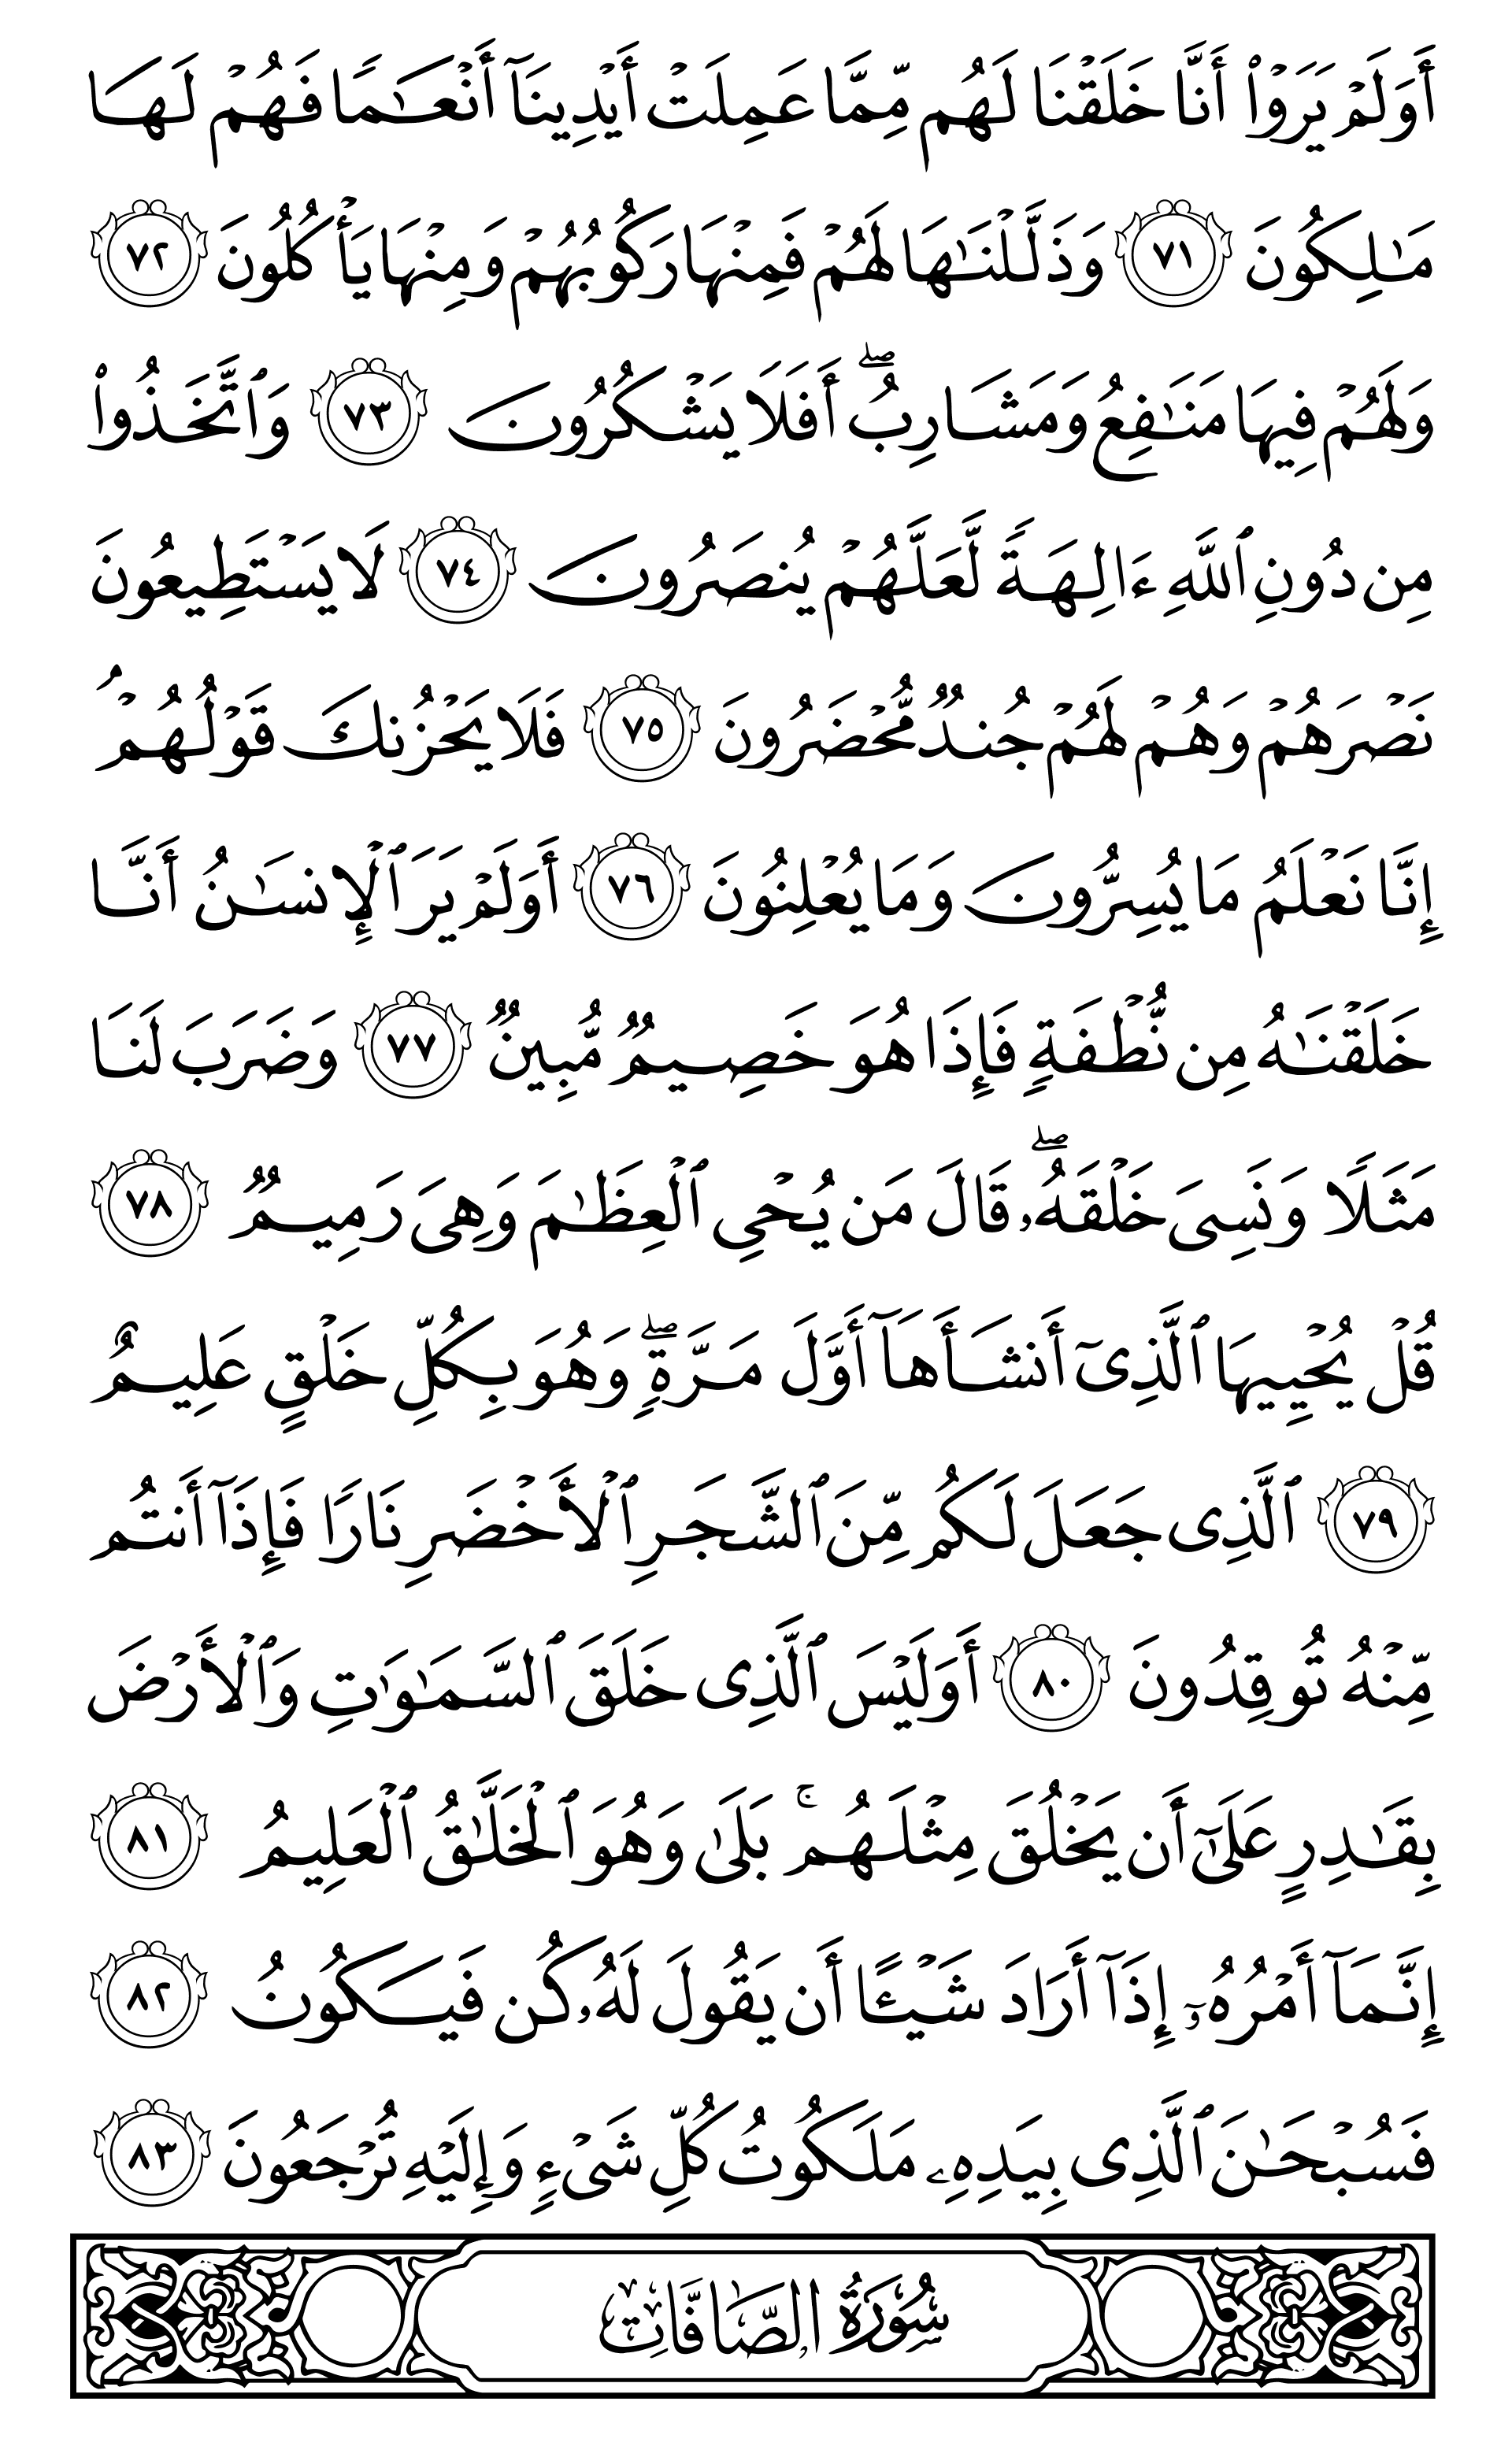 أَوَلَمۡ يَرَوۡاْ أَنَّا خَلَقۡنَا لَهُم مِّمَّا عَمِلَتۡ أَيۡدِينَآ أَنۡعَٰمٗا فَهُمۡ لَهَا
مَٰلِكُونَ ٧١ وَذَلَّلۡنَٰهَا لَهُمۡ فَمِنۡهَا رَكُوبُهُمۡ وَمِنۡهَا يَأۡكُلُونَ ٧٢
وَلَهُمۡ فِيهَا مَنَٰفِعُ وَمَشَارِبُۚ أَفَلَا يَشۡكُرُونَ ٧٣ وَٱتَّخَذُواْ
مِن دُونِ ٱللَّهِ ءَالِهَةٗ لَّعَلَّهُمۡ يُنصَرُونَ ٧٤ لَا يَسۡتَطِيعُونَ
نَصۡرَهُمۡ وَهُمۡ لَهُمۡ جُندٞ مُّحۡضَرُونَ ٧٥ فَلَا يَحۡزُنكَ قَوۡلُهُمۡۘ
إِنَّا نَعۡلَمُ مَا يُسِرُّونَ وَمَا يُعۡلِنُونَ ٧٦ أَوَلَمۡ يَرَ ٱلۡإِنسَٰنُ أَنَّا
خَلَقۡنَٰهُ مِن نُّطۡفَةٖ فَإِذَا هُوَ خَصِيمٞ مُّبِينٞ ٧٧ وَضَرَبَ لَنَا
مَثَلٗا وَنَسِيَ خَلۡقَهُۥۖ قَالَ مَن يُحۡيِ ٱلۡعِظَٰمَ وَهِيَ رَمِيمٞ ٧٨
قُلۡ يُحۡيِيهَا ٱلَّذِيٓ أَنشَأَهَآ أَوَّلَ مَرَّةٖۖ وَهُوَ بِكُلِّ خَلۡقٍ عَلِيمٌ
٧٩ ٱلَّذِي جَعَلَ لَكُم مِّنَ ٱلشَّجَرِ ٱلۡأَخۡضَرِ نَارٗا فَإِذَآ أَنتُم
مِّنۡهُ تُوقِدُونَ ٨٠ أَوَلَيۡسَ ٱلَّذِي خَلَقَ ٱلسَّمَٰوَٰتِ وَٱلۡأَرۡضَ
بِقَٰدِرٍ عَلَىٰٓ أَن يَخۡلُقَ مِثۡلَهُمۚ بَلَىٰ وَهُوَ ٱلۡخَلَّٰقُ ٱلۡعَلِيمُ ٨١
إِنَّمَآ أَمۡرُهُۥٓ إِذَآ أَرَادَ شَيۡـًٔا أَن يَقُولَ لَهُۥ كُن فَيَكُونُ ٨٢
فَسُبۡحَٰنَ ٱلَّذِي بِيَدِهِۦ مَلَكُوتُ كُلِّ شَيۡءٖ وَإِلَيۡهِ تُرۡجَعُونَ ٨٣
سُورَةُ الصَّافَّاتِ